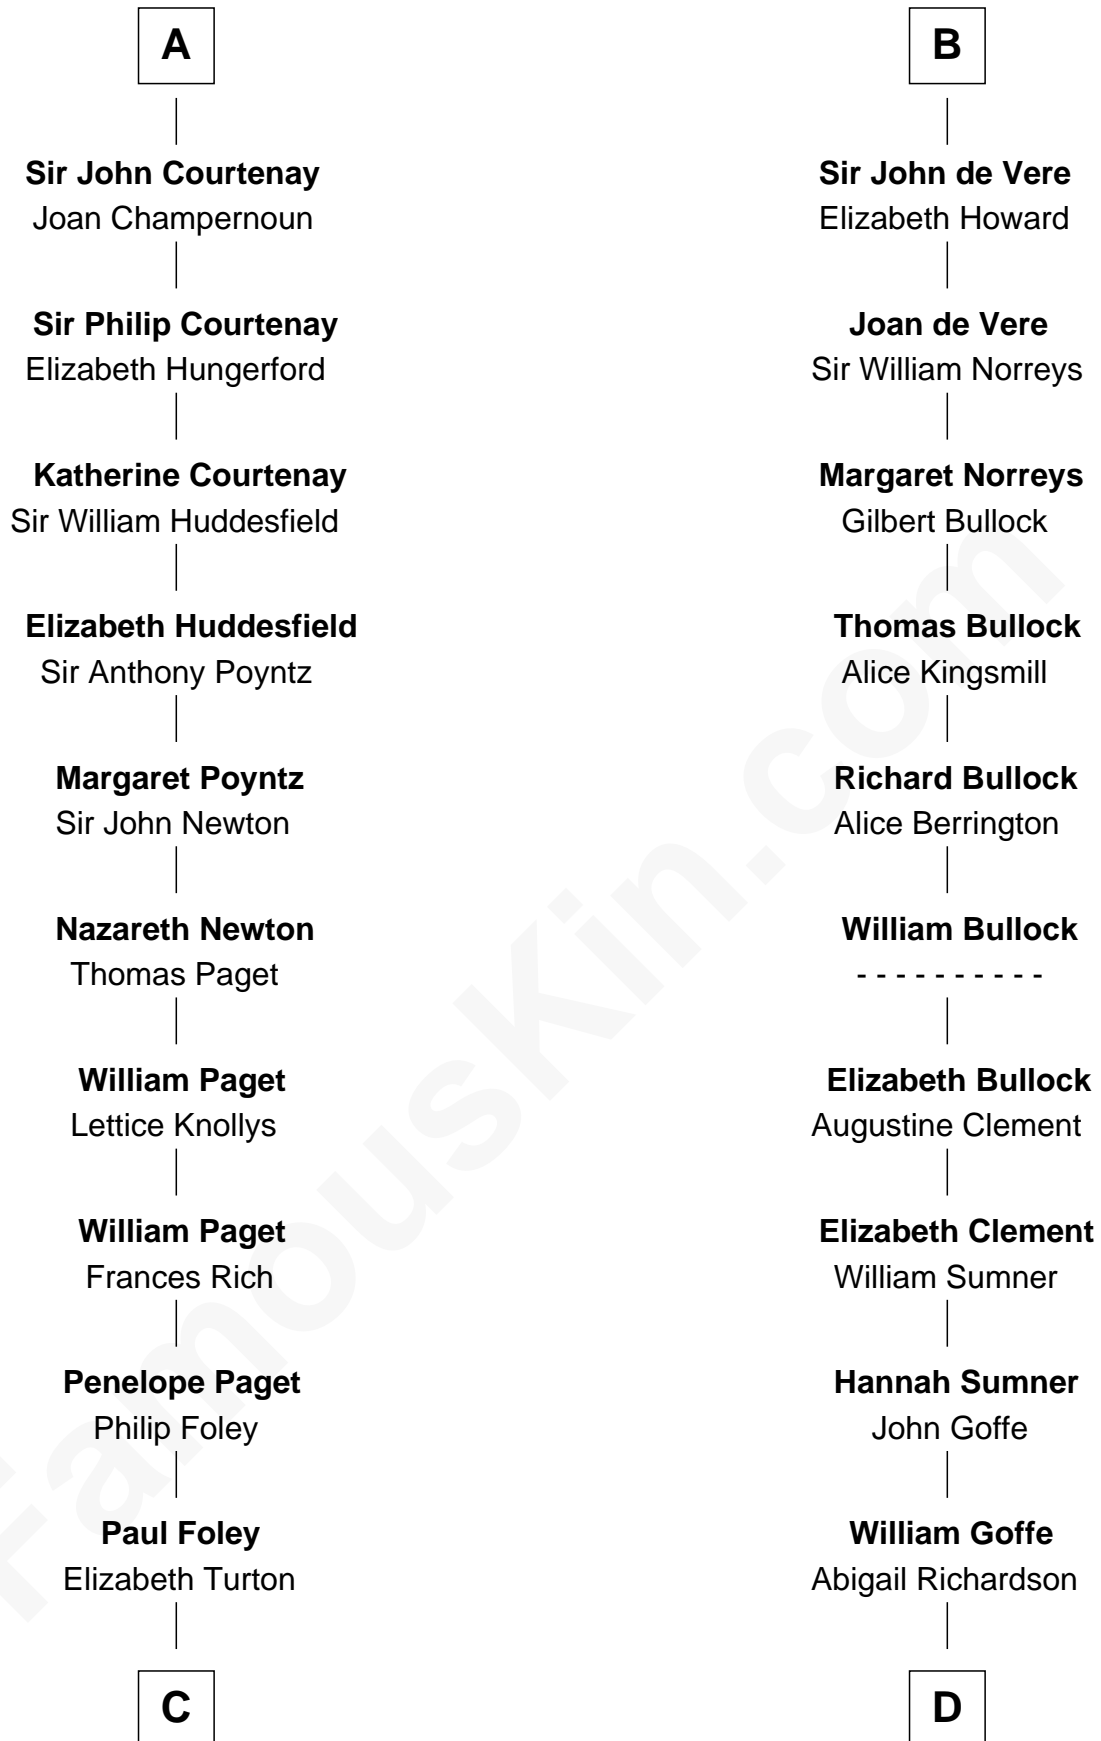 A
Sir John Courtenay
Joan Champernoun
Sir Philip Courtenay
Elizabeth Hungerford
Katherine Courtenay
Sir William Huddesfield
Elizabeth Huddesfield
Sir Anthony Poyntz
Margaret Poyntz
Sir John Newton
Nazareth Newton
Thomas Paget
William Paget
Lettice Knollys
William Paget
Frances Rich
Penelope Paget
Philip Foley
Paul Foley
Elizabeth Turton
C
B
Sir John de Vere
Elizabeth Howard
Joan de Vere
Sir William Norreys
Margaret Norreys
Gilbert Bullock
Thomas Bullock
Alice Kingsmill
Richard Bullock
Alice Berrington
William Bullock
- - - - - - - - - -
Elizabeth Bullock
Augustine Clement
Elizabeth Clement
William Sumner
Hannah Sumner
John Goffe
William Goffe
Abigail Richardson
D
FamousKin.com